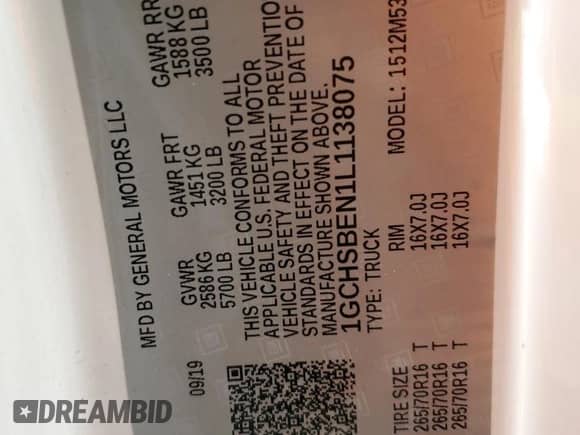 MFD BY GENERAL MOTORS LLC
09/19
GVWR
2586 KG
5700 LB
GAWR FRT
1451 KG
3200 LB
GAWR RR
1588 KG
3500 LB
THIS VEHICLE CONFORMS TO ALL
APPLICABLE U.S. FEDERAL MOTOR
VEHICLE SAFETY AND THEFT PREVENTIO
STANDARDS IN EFFECT ON THE DATE OF
MANUFACTURE SHOWN ABOVE.
1GCHSBEN1L1138075
TYPE: TRUCK
MODEL: 1512M53
TIRE SIZE RIM
265/70R16 T 16X7.0J
265/70R16 T 16X7.0J
265/70R16 T 16X7.0J
DREAMBID